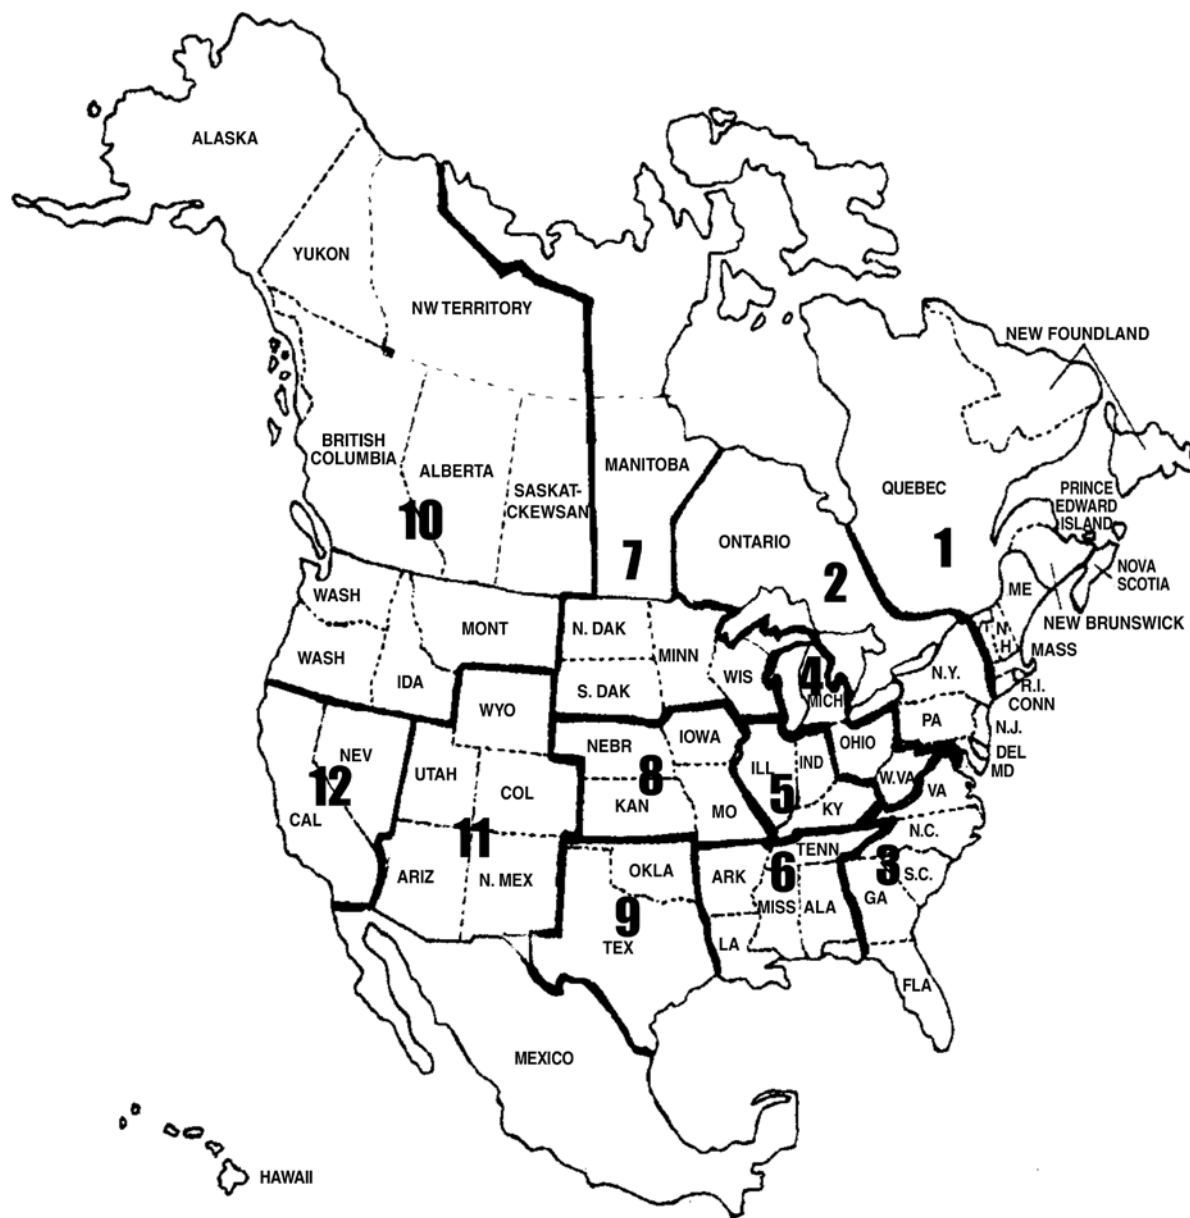 ALASKA
YUKON
NW TERRITORY
NEW FOUNDLAND
BRITISH
COLUMBIA
ALBERTA
SASKAT-
CKEWSAN
MANITOBA
QUEBEC
PRINCE
EDWARD
ISLAND
10
ONTARIO
1
7
2
NOVA
SCOTIA
ME
WASH
NEW BRUNSWICK
MONT
N. DAK
MINN
N
H
MASS
WASH
IDA
S. DAK
WIS
4
MICH
N.Y.
R.I.
CONN
WYO
PA
N.J.
NEBR
IOWA
OHIO
DEL
MD
NEV
UTAH
COL
8
ILL
IND
W.VA
VA
12
KAN
5
CAL
MO
KY
11
N.C.
TENN
ARIZ
N. MEX
OKLA
ARK
6
3
S.C.
GA
9
MISS
ALA
TEX
LA
FLA
MEXICO
HAWAII